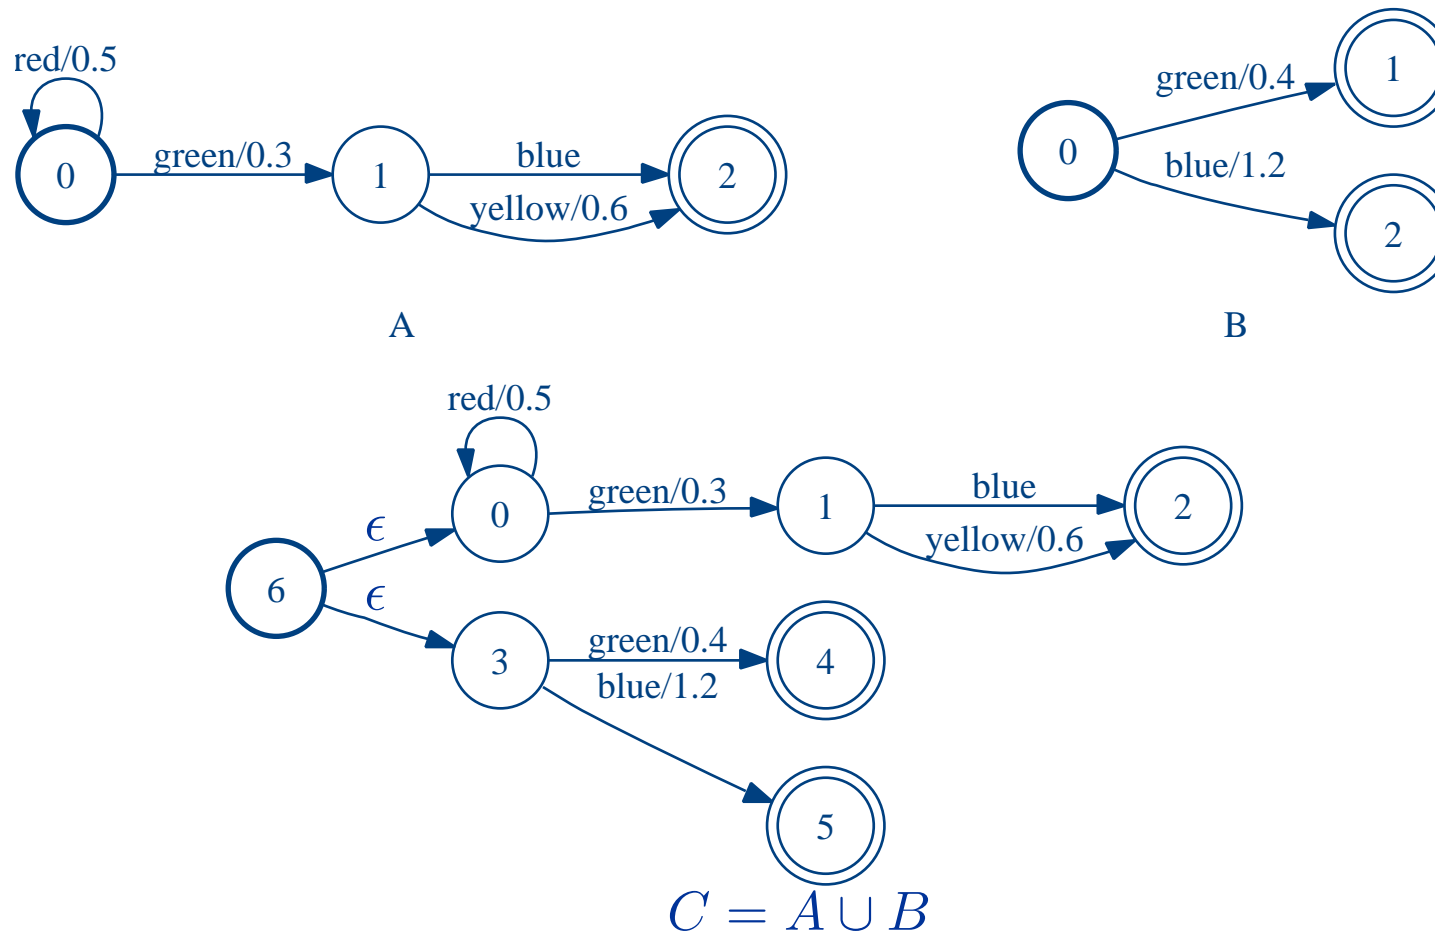 red/0.5
0
green/0.3
1
blue
yellow/0.6
2
A
0
green/0.4
1
blue/1.2
2
B
red/0.5
6
ϵ
ϵ
0
green/0.3
1
blue
yellow/0.6
2
3
green/0.4
blue/1.2
4
5
C = A ∪ B